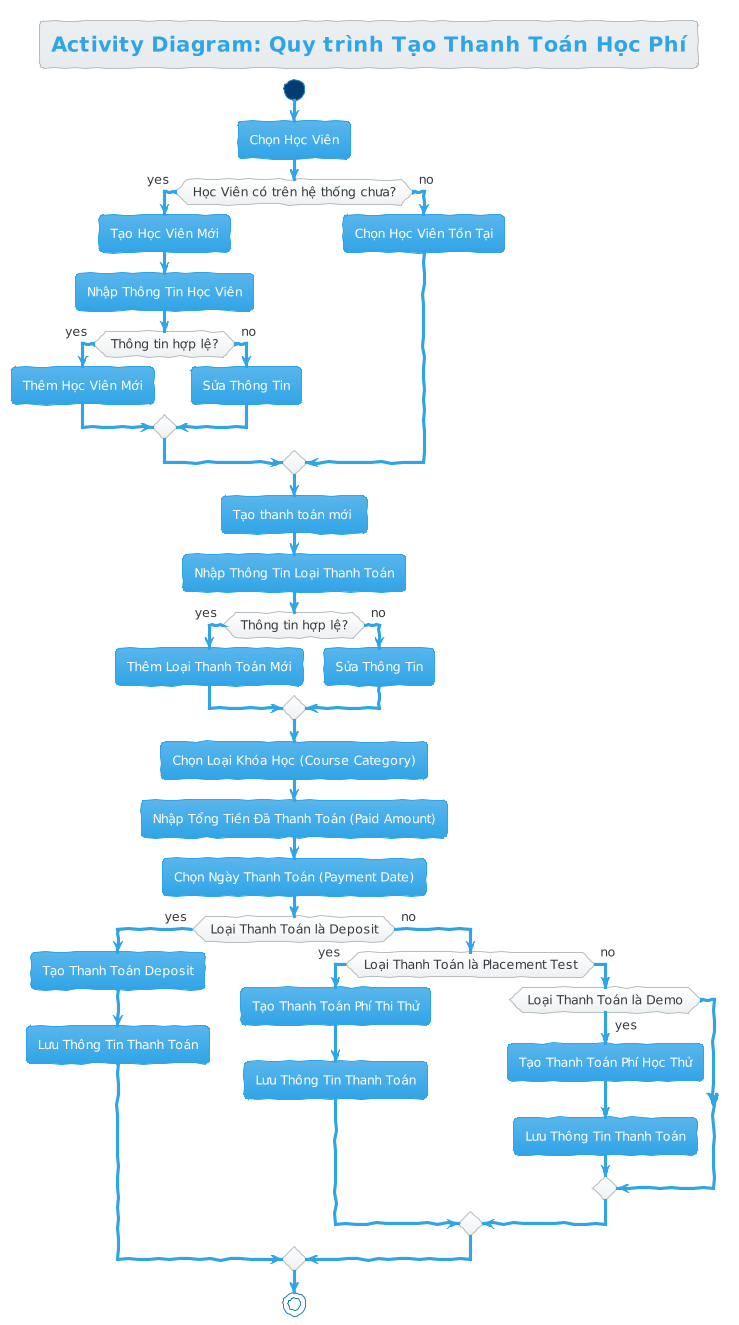 Activity Diagram: Quy trình Tạo Thanh Toán Học Phí
Chọn Học Viên
Học Viên có trên hệ thống chưa?
yes
no
Tạo Học Viên Mới
Nhập Thông Tin Học Viên
Thông tin hợp lệ?
yes
no
Thêm Học Viên Mới
Sửa Thông Tin
Chọn Học Viên Tồn Tại
Tạo thanh toán mới
Nhập Thông Tin Loại Thanh Toán
Thông tin hợp lệ?
yes
no
Thêm Loại Thanh Toán Mới
Sửa Thông Tin
Chọn Loại Khóa Học (Course Category)
Nhập Tổng Tiền Đã Thanh Toán (Paid Amount)
Chọn Ngày Thanh Toán (Payment Date)
Loại Thanh Toán là Deposit
yes
no
Tạo Thanh Toán Deposit
Lưu Thông Tin Thanh Toán
Loại Thanh Toán là Placement Test
yes
no
Tạo Thanh Toán Phí Thi Thử
Lưu Thông Tin Thanh Toán
Loại Thanh Toán là Demo
yes
Tạo Thanh Toán Phí Học Thử
Lưu Thông Tin Thanh Toán